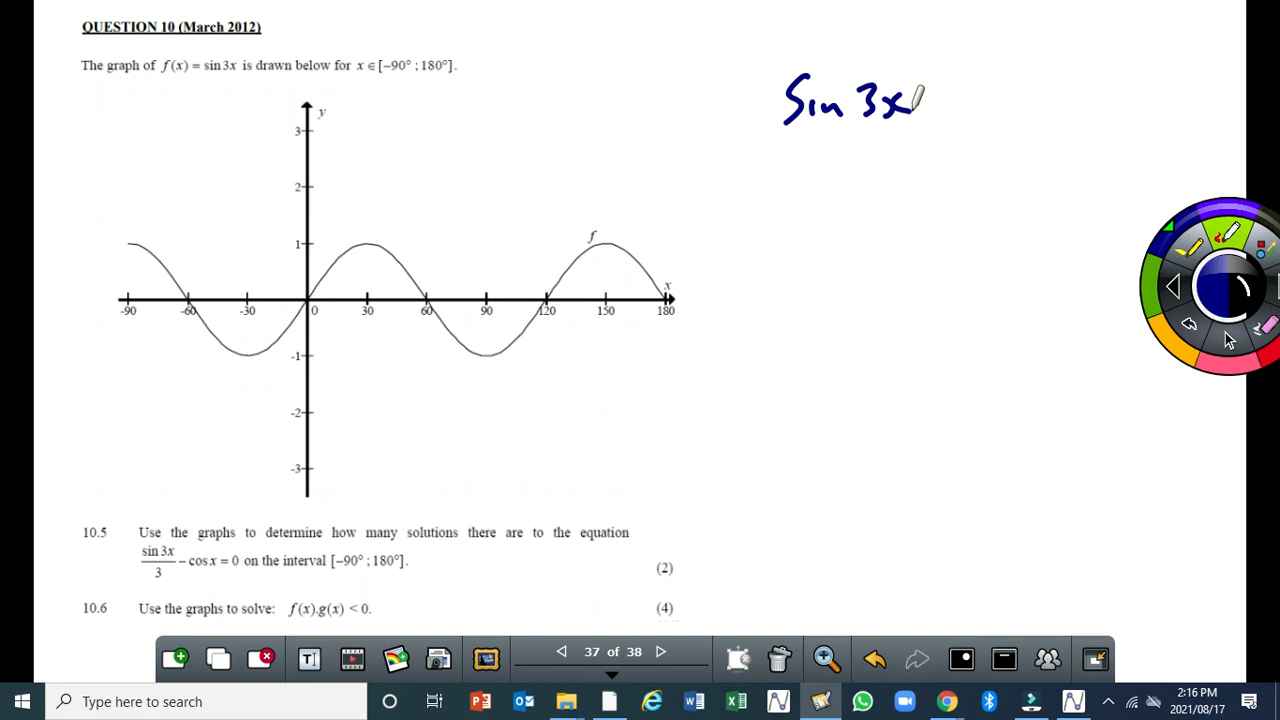 QUESTION 10 (March 2012)
The graph of f(x) = sin 3x is drawn below for x ∈ [−90° ; 180°].
Sin 3x
y
3
2
1
f
x
-90 -60 -30 0 30 60 90 120 150 180
-1
-2
-3
10.5 Use the graphs to determine how many solutions there are to the equation
sin 3x / 3 − cos x = 0 on the interval [−90° ; 180°]. (2)
10.6 Use the graphs to solve: f(x).g(x) < 0. (4)
37 of 38
Type here to search
2:16 PM
2021/08/17